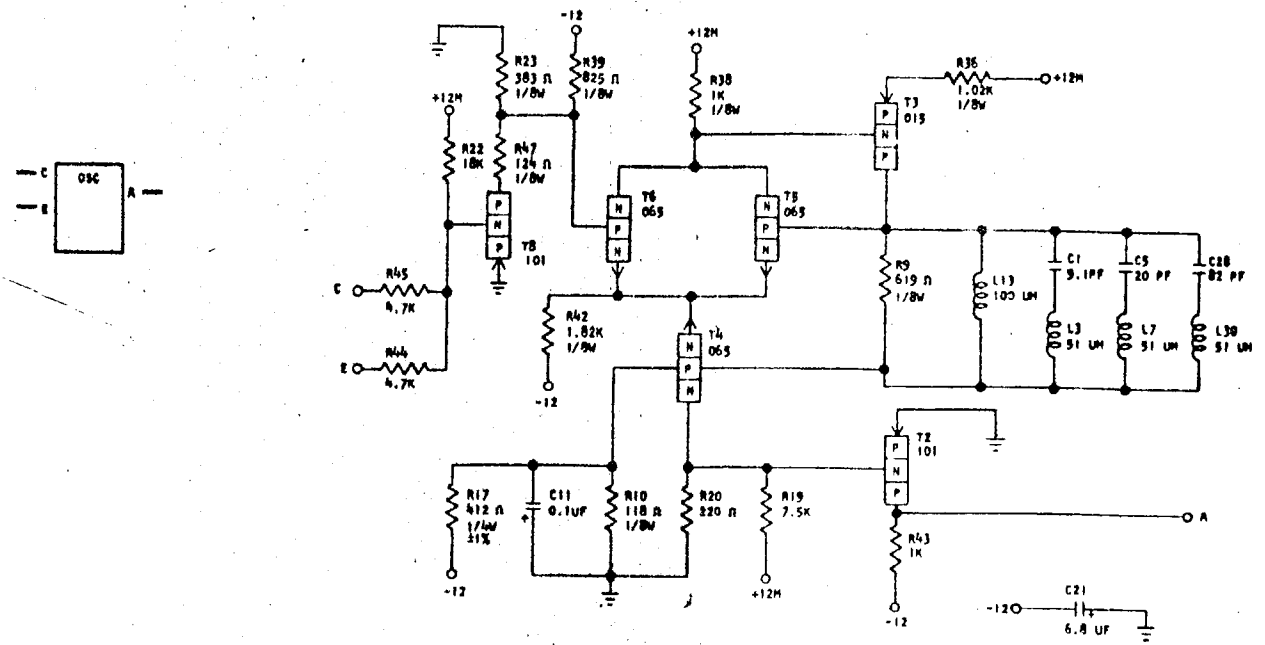 C
OSC
A
E
+12M
R22
18K
R23
383 Ω
1/8W
R47
124 Ω
1/8W
P
N
P
T8
101
-12
R39
825 Ω
1/8W
C
R45
4.7K
E
R44
4.7K
+12M
R38
1K
1/8W
T6
063
N
P
N
T5
063
N
P
N
T3
013
P
N
P
R36
1.02K
1/8W
+12M
R42
1.82K
1/8W
-12
T4
063
N
P
N
R9
619 Ω
1/8W
L13
100 UH
C1
9.1PF
L3
51 UH
C5
20 PF
L7
51 UH
C28
82 PF
L30
51 UH
R17
412 Ω
1/4W
±1%
-12
C11
0.1UF
+
R10
118 Ω
1/8W
R20
220 Ω
R19
7.5K
+12M
T2
101
P
N
P
R43
1K
-12
A
-12
C21
+
6.8 UF